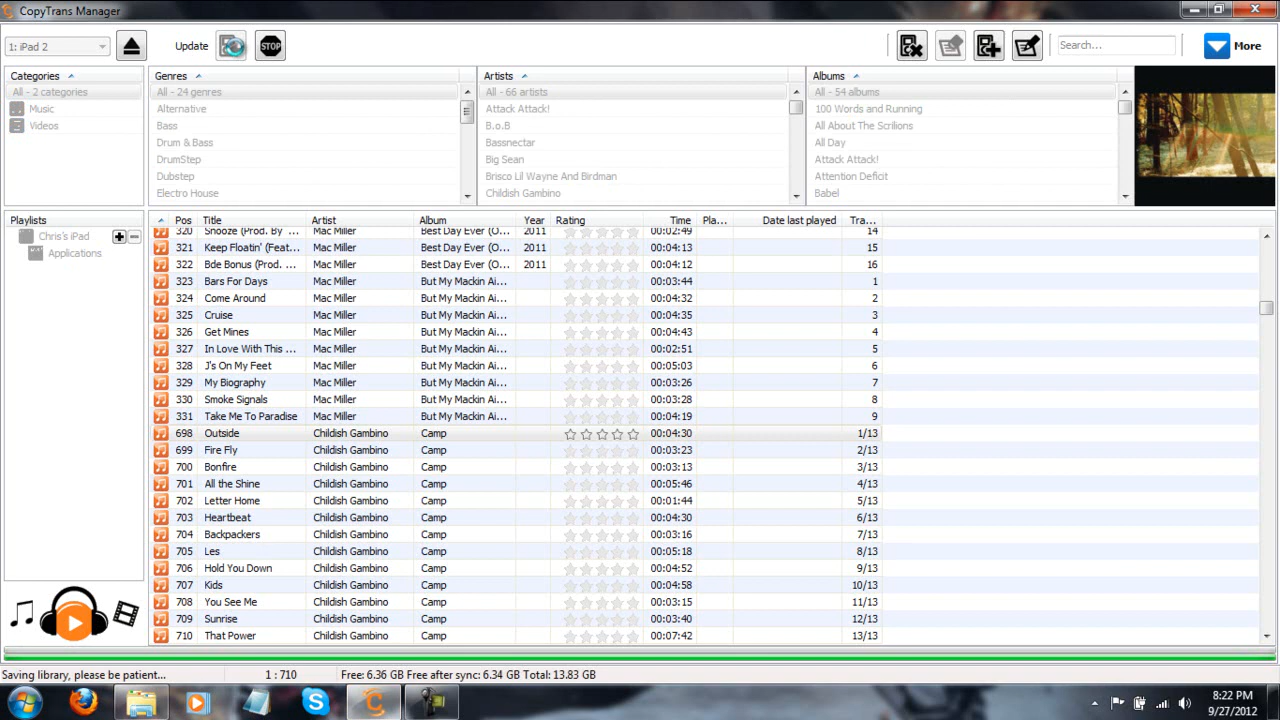 CopyTrans Manager
1: iPad 2
Update
STOP
Search...
More
Categories
All - 2 categories
Music
Videos
Genres
All - 24 genres
Alternative
Bass
Drum & Bass
DrumStep
Dubstep
Electro House
Artists
All - 66 artists
Attack Attack!
B.o.B
Bassnectar
Big Sean
Brisco Lil Wayne And Birdman
Childish Gambino
Albums
All - 54 albums
100 Words and Running
All About The Scrilions
All Day
Attack Attack!
Attention Deficit
Babel
Playlists
Chris's iPad
Applications
Pos Title Artist Album Year Rating Time Pla... Date last played Tra...
320 Snooze (Prod. By ... Mac Miller Best Day Ever (O... 2011 00:02:49 14
321 Keep Floatin' (Feat... Mac Miller Best Day Ever (O... 2011 00:04:13 15
322 Bde Bonus (Prod. ... Mac Miller Best Day Ever (O... 2011 00:04:12 16
323 Bars For Days Mac Miller But My Mackin Ai... 00:03:44 1
324 Come Around Mac Miller But My Mackin Ai... 00:04:32 2
325 Cruise Mac Miller But My Mackin Ai... 00:04:35 3
326 Get Mines Mac Miller But My Mackin Ai... 00:04:43 4
327 In Love With This ... Mac Miller But My Mackin Ai... 00:02:51 5
328 J's On My Feet Mac Miller But My Mackin Ai... 00:05:03 6
329 My Biography Mac Miller But My Mackin Ai... 00:03:26 7
330 Smoke Signals Mac Miller But My Mackin Ai... 00:03:28 8
331 Take Me To Paradise Mac Miller But My Mackin Ai... 00:04:19 9
698 Outside Childish Gambino Camp 00:04:30 1/13
699 Fire Fly Childish Gambino Camp 00:03:23 2/13
700 Bonfire Childish Gambino Camp 00:03:13 3/13
701 All the Shine Childish Gambino Camp 00:05:46 4/13
702 Letter Home Childish Gambino Camp 00:01:44 5/13
703 Heartbeat Childish Gambino Camp 00:04:30 6/13
704 Backpackers Childish Gambino Camp 00:03:16 7/13
705 Les Childish Gambino Camp 00:05:18 8/13
706 Hold You Down Childish Gambino Camp 00:04:52 9/13
707 Kids Childish Gambino Camp 00:04:58 10/13
708 You See Me Childish Gambino Camp 00:03:15 11/13
709 Sunrise Childish Gambino Camp 00:03:40 12/13
710 That Power Childish Gambino Camp 00:07:42 13/13
Saving library, please be patient... 1 : 710 Free: 6.36 GB Free after sync: 6.34 GB Total: 13.83 GB
8:22 PM
9/27/2012